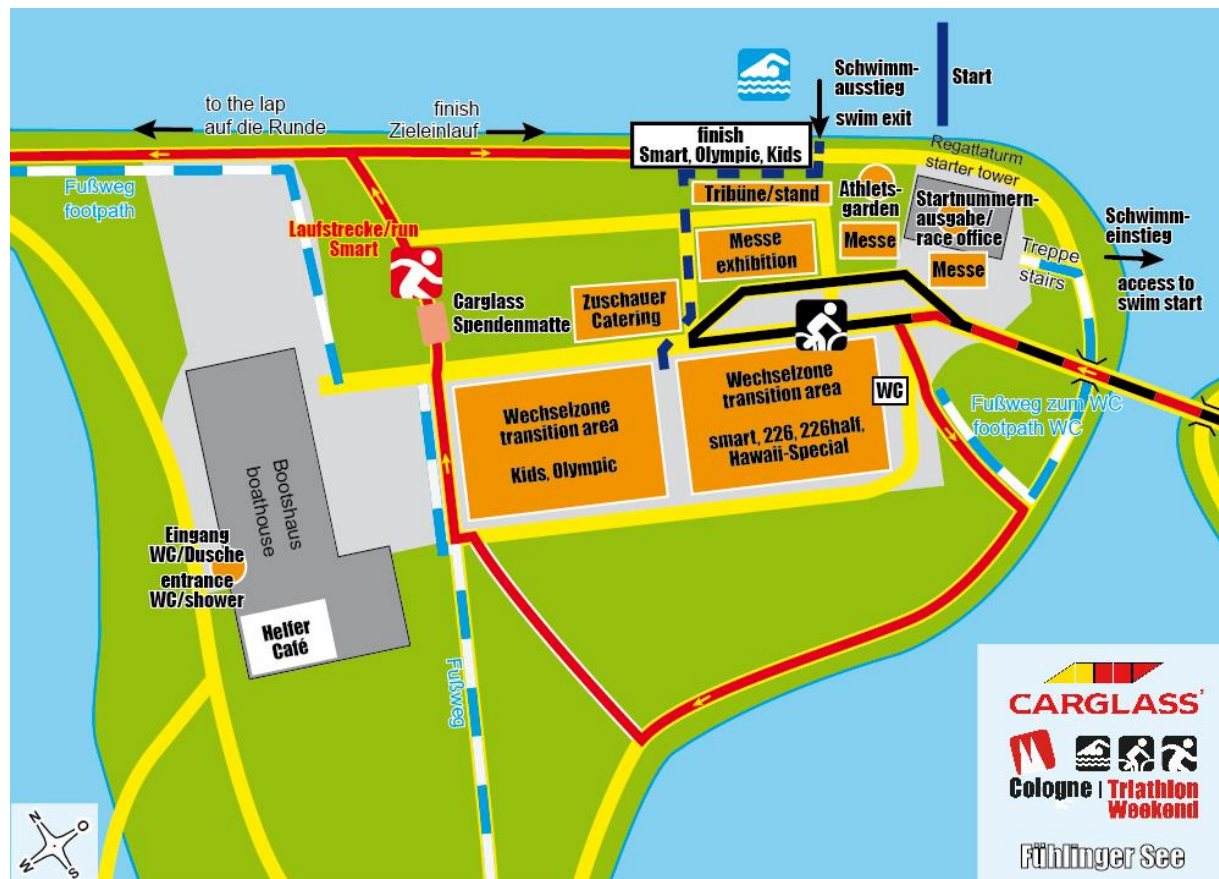 to the lap
auf die Runde
finish
Zieleinlauf
Schwimm-
ausstieg
swim exit
Start
finish
Smart, Olympic, Kids
Regattaturm
starter tower
Fußweg
footpath
Tribüne/stand
Athlets-
garden
Startnummern-
ausgabe/
race office
Schwimm-
einstieg
access to
swim start
Laufstrecke/run
Smart
Messe
exhibition
Messe
Messe
Treppe
stairs
Carglass
Spendenmatte
Zuschauer
Catering
Wechselzone
transition area
Kids, Olympic
Wechselzone
transition area
smart, 226, 226half,
Hawaii-Special
WC
Fußweg zum WC
footpath WC
Bootshaus
boathouse
Eingang
WC/Dusche
entrance
WC/shower
Helfer
Café
Fußweg
CARGLASS'
Cologne | Triathlon
Weekend
Fühlinger See
N
O
W
S